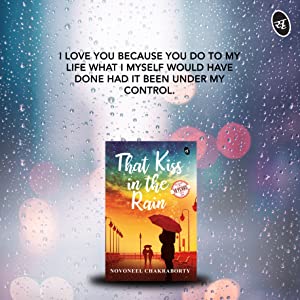 I LOVE YOU BECAUSE YOU DO TO MY
LIFE WHAT I MYSELF WOULD HAVE
DONE HAD IT BEEN UNDER MY
CONTROL.
That Kiss
in the
Rain
NOVONEEL CHAKRABORTY